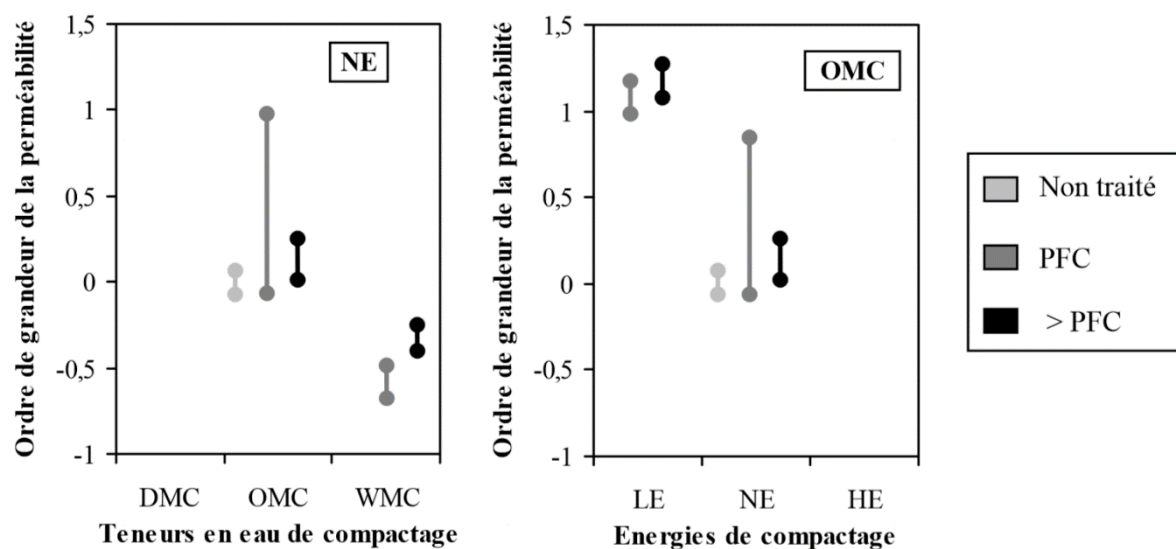 Ordre de grandeur de la perméabilité
1,5
1
0,5
0
-0,5
-1
NE
DMC OMC WMC
Teneurs en eau de compactage
Ordre de grandeur de la perméabilité
1,5
1
0,5
0
-0,5
-1
OMC
LE NE HE
Energies de compactage
Non traité
PFC
> PFC